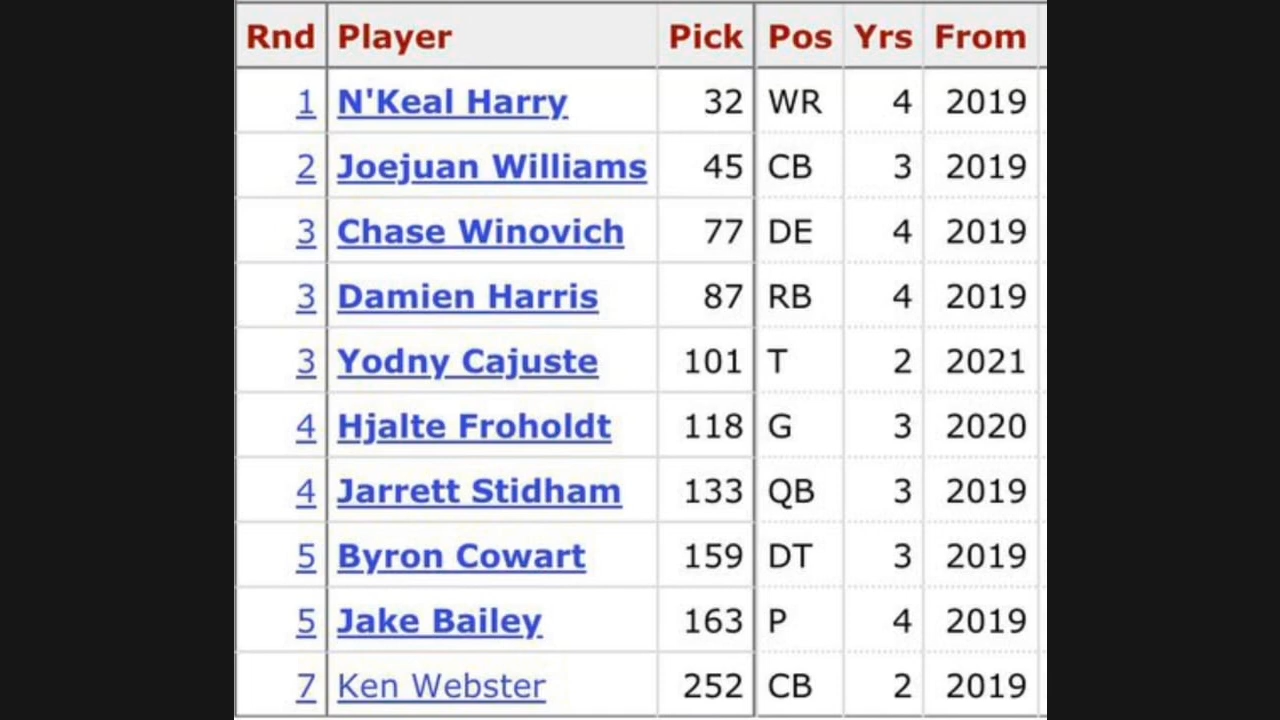 Rnd Player Pick Pos Yrs From
1 N'Keal Harry 32 WR 4 2019
2 Joejuan Williams 45 CB 3 2019
3 Chase Winovich 77 DE 4 2019
3 Damien Harris 87 RB 4 2019
3 Yodny Cajuste 101 T 2 2021
4 Hjalte Froholdt 118 G 3 2020
4 Jarrett Stidham 133 QB 3 2019
5 Byron Cowart 159 DT 3 2019
5 Jake Bailey 163 P 4 2019
7 Ken Webster 252 CB 2 2019